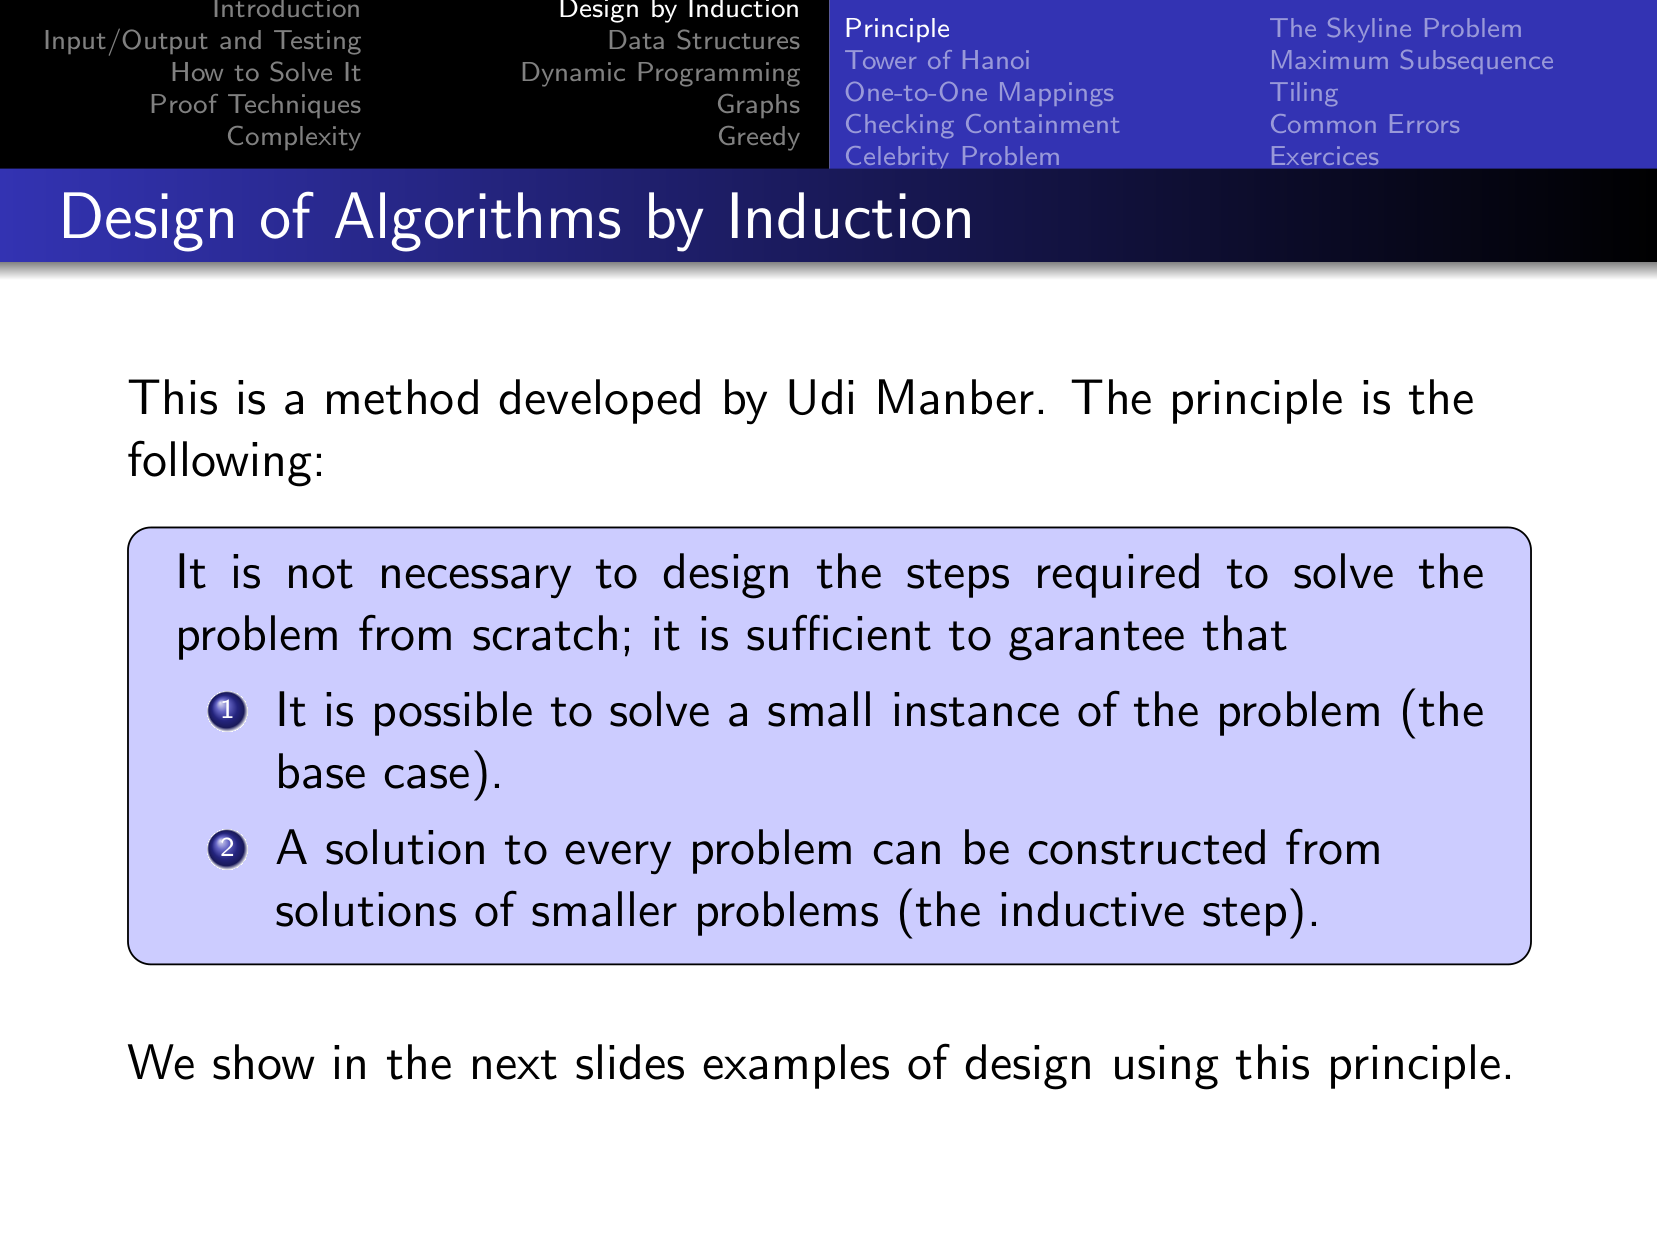 Introduction
Input/Output and Testing
How to Solve It
Proof Techniques
Complexity
Design by Induction
Data Structures
Dynamic Programming
Graphs
Greedy
Principle
Tower of Hanoi
One-to-One Mappings
Checking Containment
Celebrity Problem
The Skyline Problem
Maximum Subsequence
Tiling
Common Errors
Exercices
Design of Algorithms by Induction
This is a method developed by Udi Manber. The principle is the
following:
It is not necessary to design the steps required to solve the
problem from scratch; it is sufficient to garantee that
1 It is possible to solve a small instance of the problem (the
base case).
2 A solution to every problem can be constructed from
solutions of smaller problems (the inductive step).
We show in the next slides examples of design using this principle.